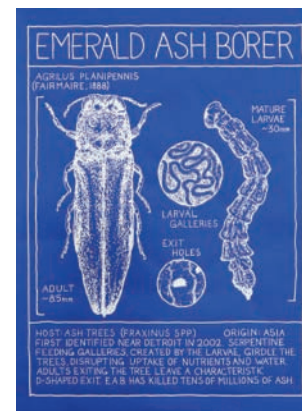 EMERALD ASH BORER
AGRILUS PLANIPENNIS
(FAIRMAIRE, 1888)
MATURE
LARVAE
~30mm
LARVAL
GALLERIES
EXIT
HOLES
ADULT
~8.5mm
HOST: ASH TREES (FRAXINUS SPP.) ORIGIN: ASIA
FIRST IDENTIFIED NEAR DETROIT IN 2002. SERPENTINE
FEEDING GALLERIES, CREATED BY THE LARVAE, GIRDLE THE
TREES, DISRUPTING UPTAKE OF NUTRIENTS AND WATER.
ADULTS EXITING THE TREE LEAVE A CHARACTERISTIC
D-SHAPED EXIT. EAB HAS KILLED TENS OF MILLIONS OF ASH